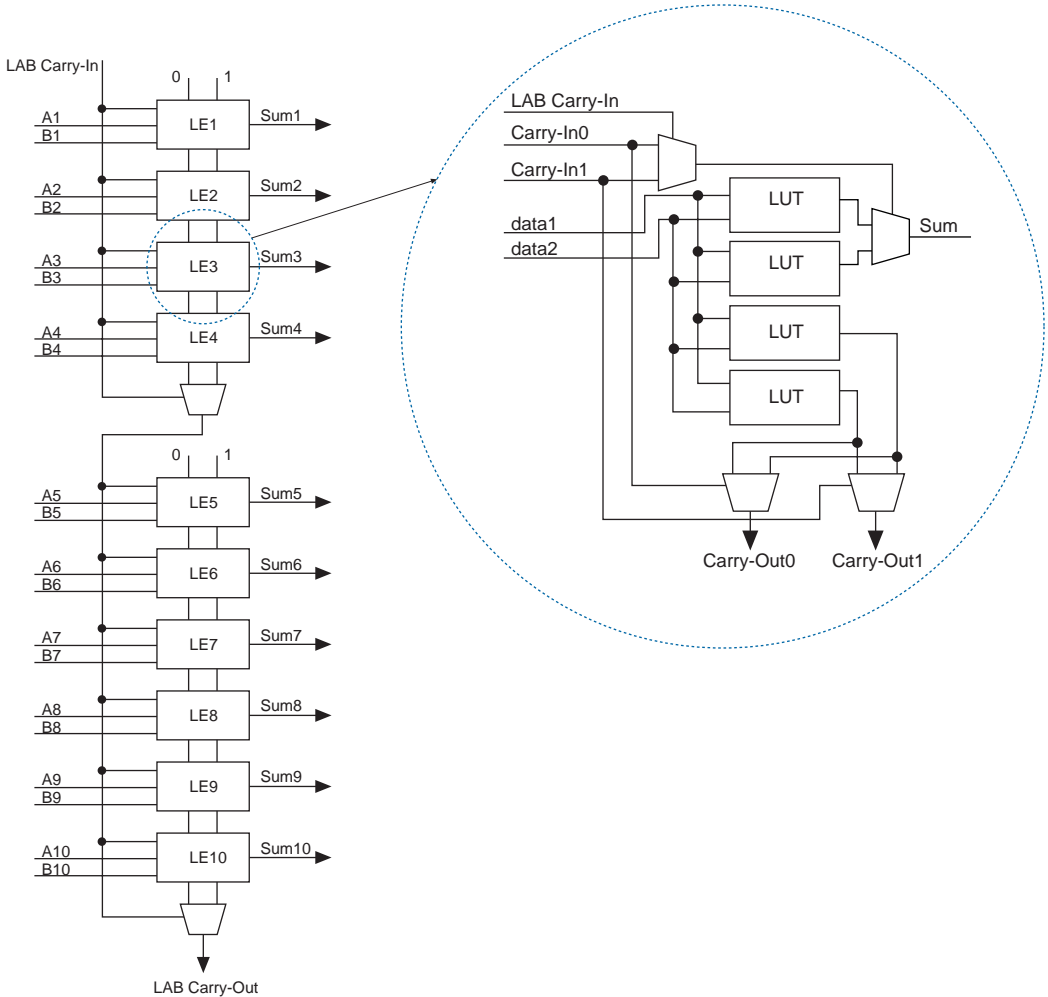 LAB Carry-In
0 1
A1
B1
LE1
Sum1
A2
B2
LE2
Sum2
A3
B3
LE3
Sum3
A4
B4
LE4
Sum4
0 1
A5
B5
LE5
Sum5
A6
B6
LE6
Sum6
A7
B7
LE7
Sum7
A8
B8
LE8
Sum8
A9
B9
LE9
Sum9
A10
B10
LE10
Sum10
LAB Carry-Out
LAB Carry-In
Carry-In0
Carry-In1
data1
data2
LUT
LUT
LUT
LUT
Sum
Carry-Out0
Carry-Out1